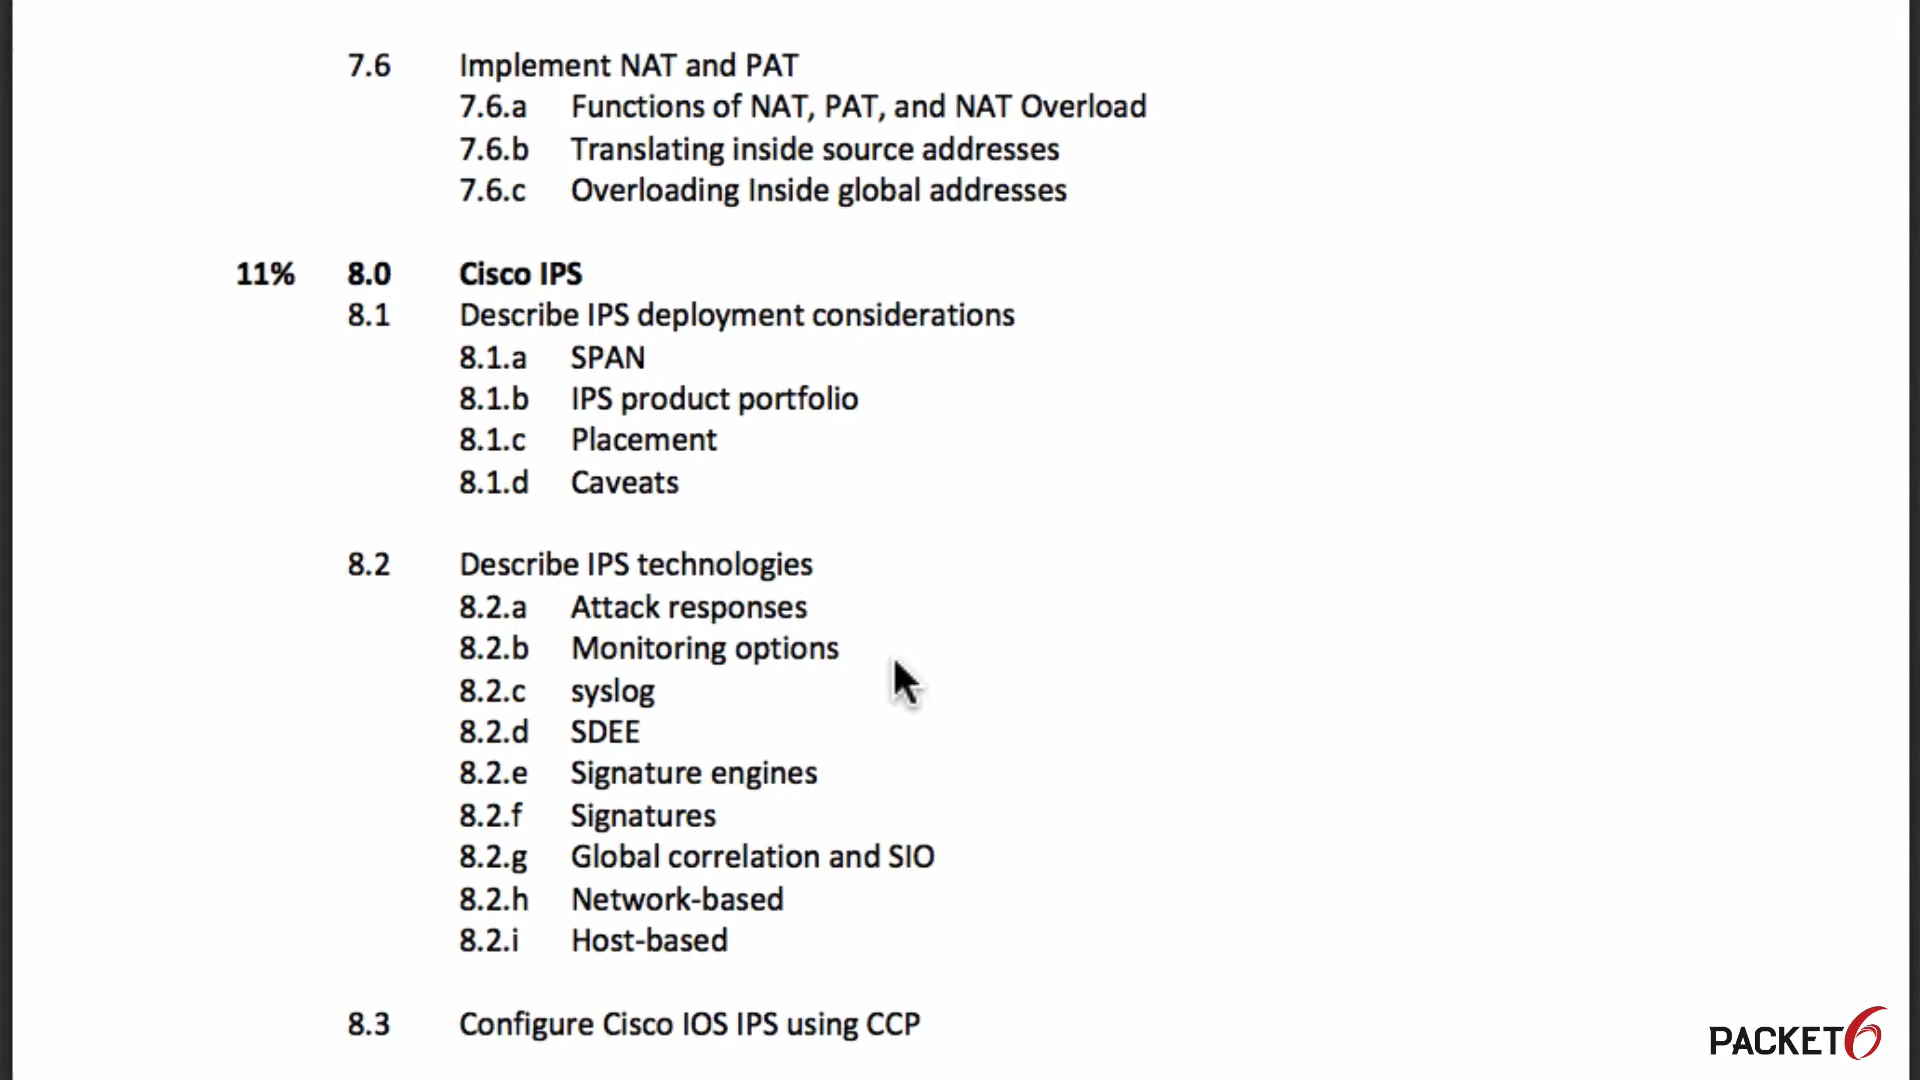 7.6 Implement NAT and PAT
7.6.a Functions of NAT, PAT, and NAT Overload
7.6.b Translating inside source addresses
7.6.c Overloading Inside global addresses
11% 8.0 Cisco IPS
8.1 Describe IPS deployment considerations
8.1.a SPAN
8.1.b IPS product portfolio
8.1.c Placement
8.1.d Caveats
8.2 Describe IPS technologies
8.2.a Attack responses
8.2.b Monitoring options
8.2.c syslog
8.2.d SDEE
8.2.e Signature engines
8.2.f Signatures
8.2.g Global correlation and SIO
8.2.h Network-based
8.2.i Host-based
8.3 Configure Cisco IOS IPS using CCP
PACKET6